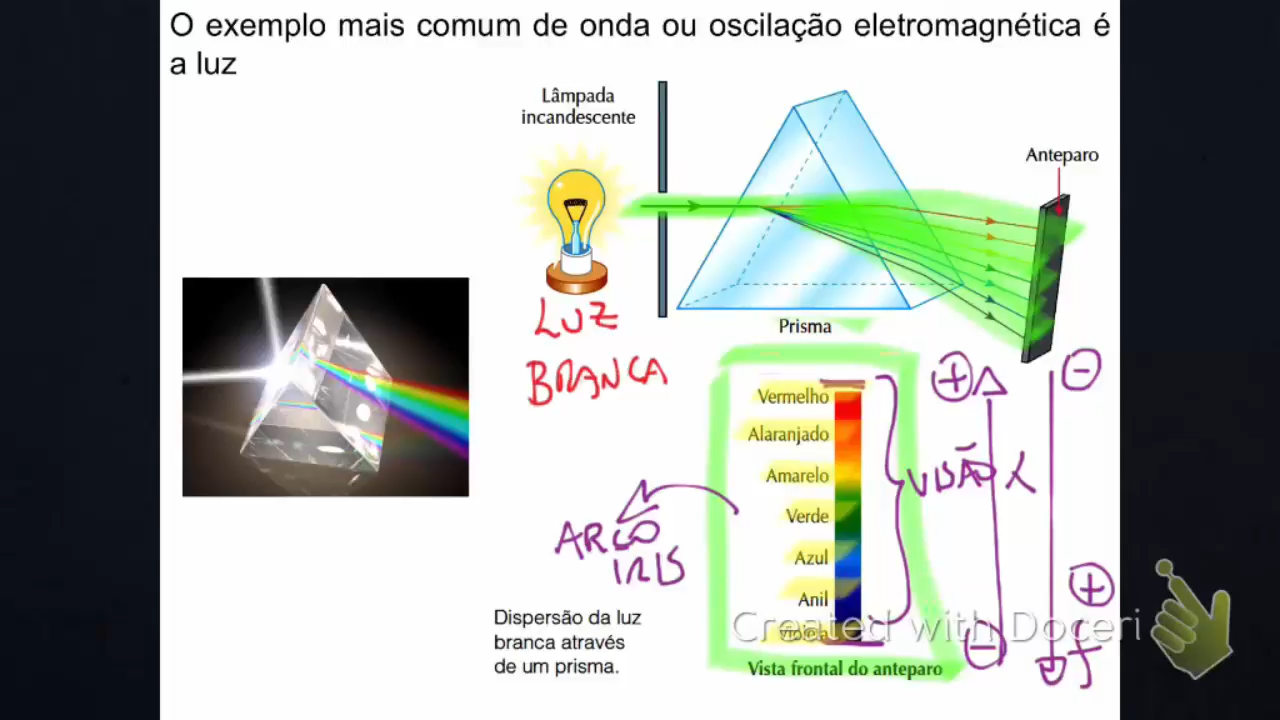 O exemplo mais comum de onda ou oscilação eletromagnética é
a luz
Lâmpada
incandescente
Anteparo
Prisma
LUZ
BRANCA
Vermelho
Alaranjado
Amarelo
Verde
Azul
Anil
Violeta
Vista frontal do anteparo
VISÃO
λ
+
-
-
+
f
ARCO
IRIS
Dispersão da luz
branca através
de um prisma.
Created with Doceri